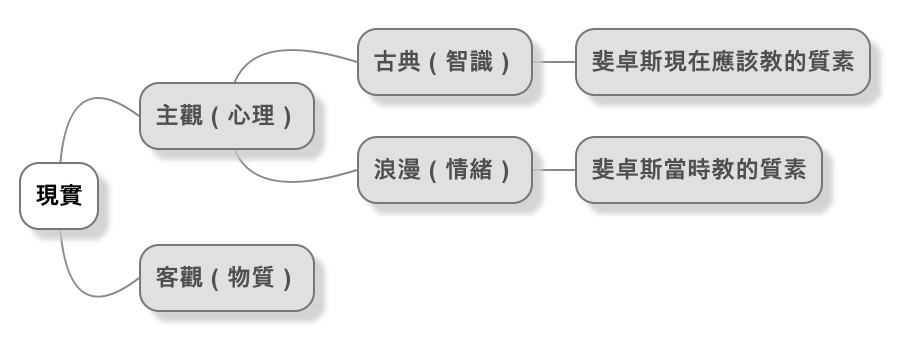 古典 ( 智識 )
斐卓斯現在應該教的質素
主觀 ( 心理 )
浪漫 ( 情緒 )
斐卓斯當時教的質素
現實
客觀 ( 物質 )